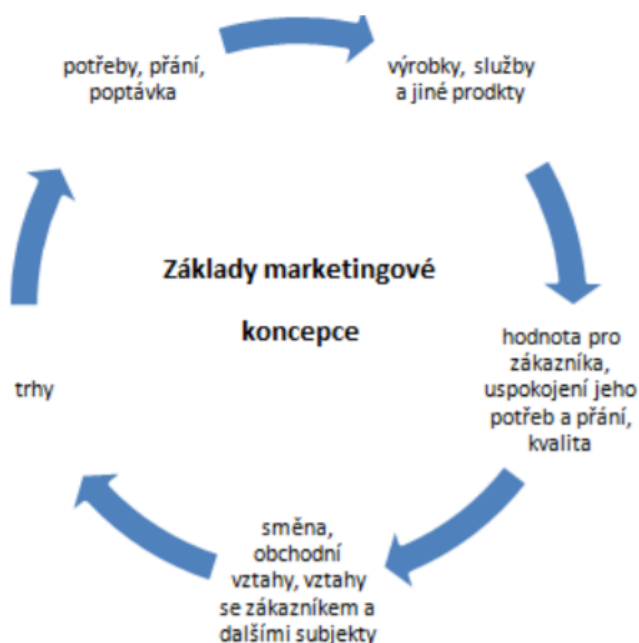 potřeby, přání,
poptávka
výrobky, služby
a jiné prodkty
Základy marketingové
koncepce
hodnota pro
zákazníka,
uspokojení jeho
potřeb a přání,
kvalita
trhy
směna,
obchodní
vztahy, vztahy
se zákazníkem a
dalšími subjekty